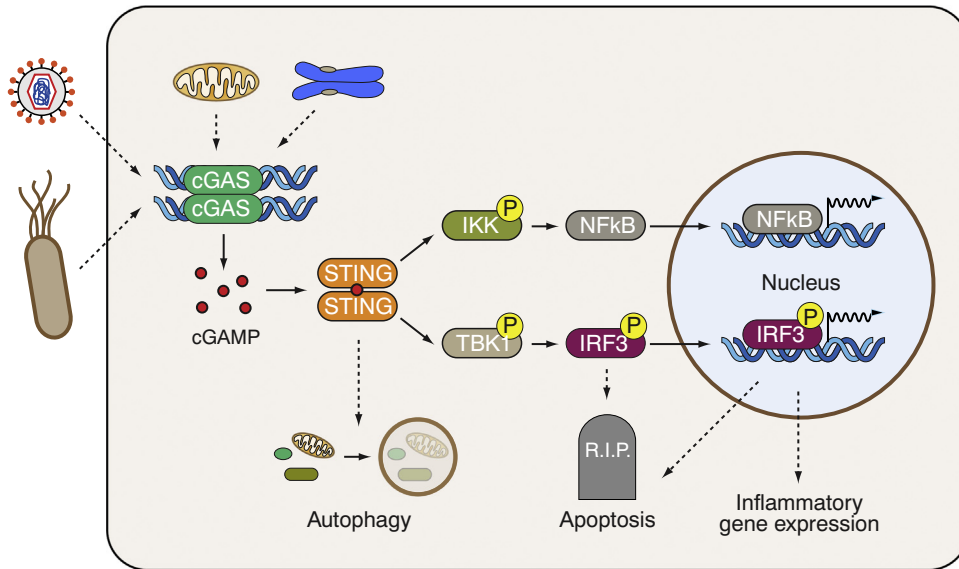 cGAS
cGAS
cGAMP
STING
STING
IKK
P
NFkB
NFkB
Nucleus
TBK1
P
IRF3
P
IRF3
P
Autophagy
R.I.P.
Apoptosis
Inflammatory
gene expression